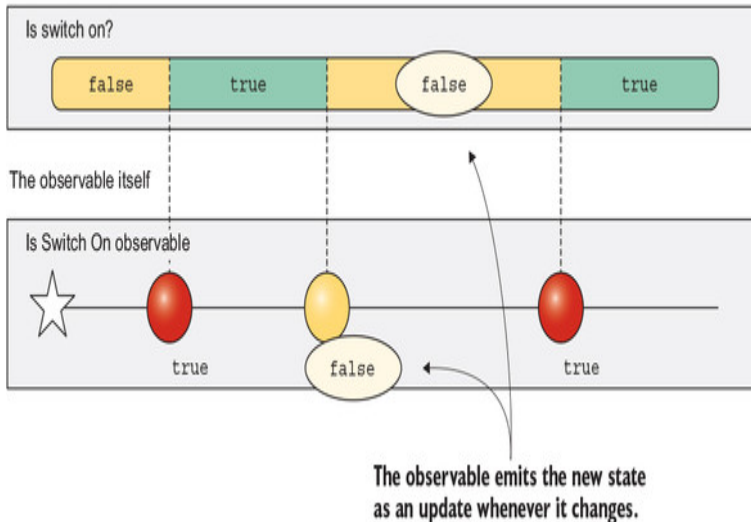 Is switch on?
false true false true
The observable itself
Is Switch On observable
true false true
The observable emits the new state
as an update whenever it changes.